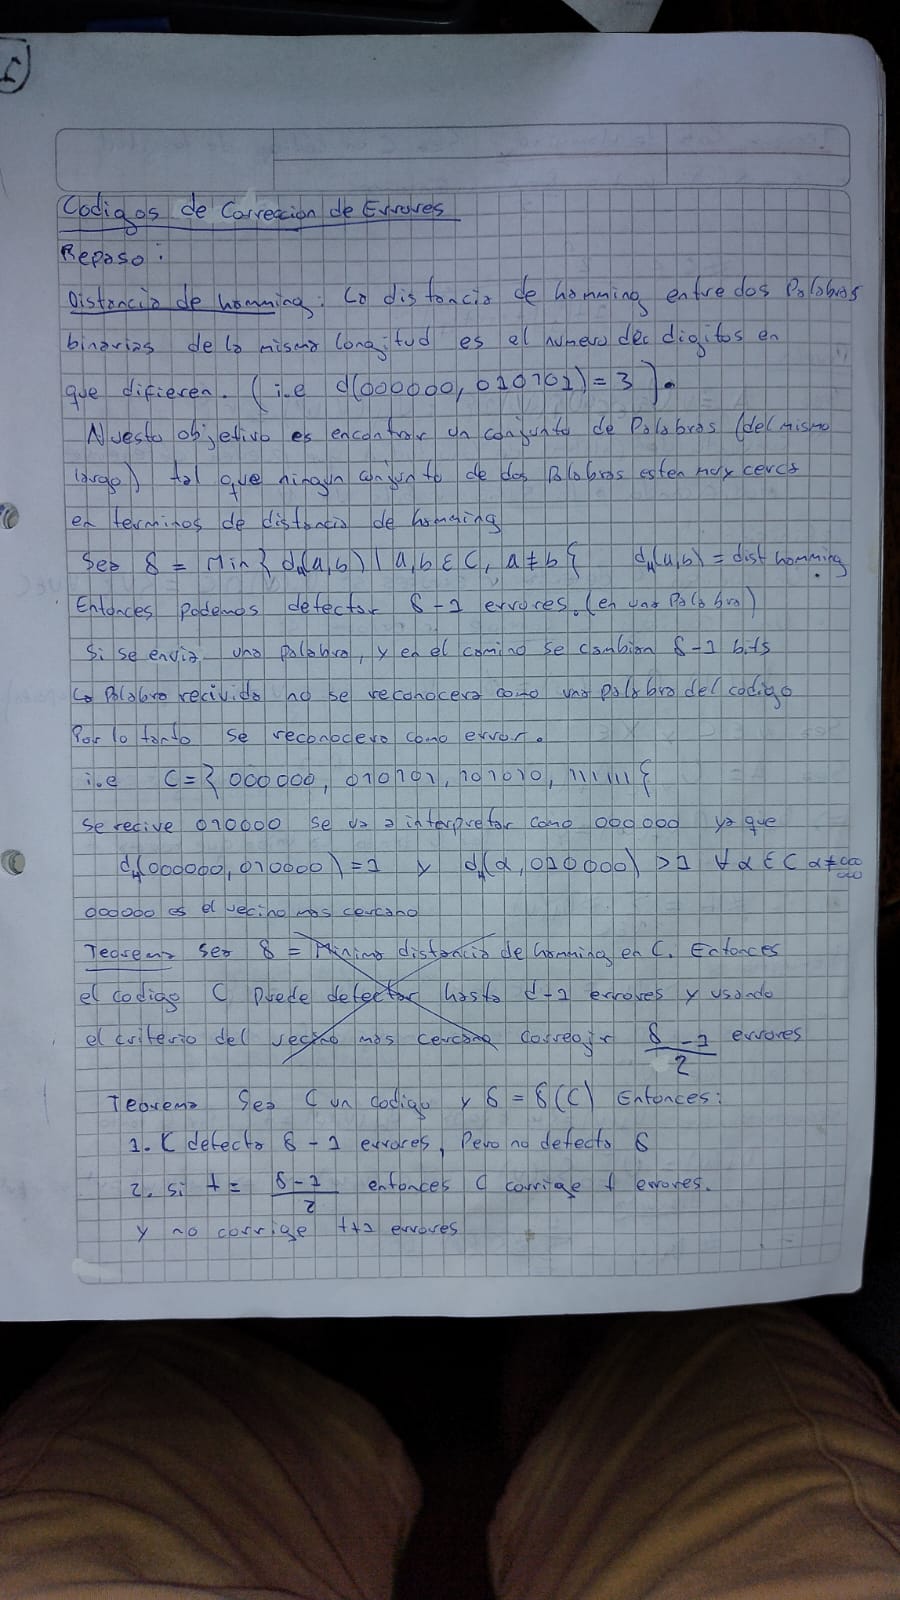 Codigos de Correccion de Errores
Repaso:
Distancia de hamming: La distancia de hamming entre dos Palabras
binarias de la misma longitud es el numero de digitos en
que difieren. (i.e d(000000, 010101) = 3).
Nuesto objetivo es encontrar un conjunto de Palabras (del mismo
largo) tal que ningun conjunto de dos Palabras esten muy cerca
en terminos de distancia de hamming
Sea δ = Min{ dH(a,b) | a,b ∈ C, a ≠ b } dH(a,b) = dist hamming
Entonces podemos detectar δ-1 errores. (en una Palabra)
Si se envia una palabra, y en el camino se cambian δ-1 bits
La Palabra recivida no se reconocera como una palabra del codigo
Por lo tanto se reconocera como error.
i.e C = { 000000, 010101, 101010, 111111 }
Se recive 010000 se va a interpretar como 000000 ya que
dH(000000, 010000) = 1 y dH(α, 010000) > 1 ∀ α ∈ C α ≠ 000000
000000 es el vecino mas cercano
Teorema Sea δ = Minima distancia de hamming en C. Entonces
el codigo C Puede detectar hasta d-1 errores y usando
el criterio del vecino mas cercano corregir δ-1/2 errores
Teorema Sea C un codigo y δ = δ(C) Entonces:
1. C detecta δ-1 errores, Pero no detecta δ
2. si t = δ-1/2 entonces C corrige t errores.
y no corrige t+1 errores